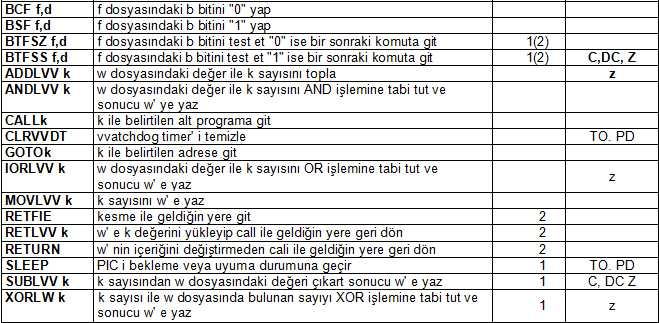 BCF f,d f dosyasındaki b bitini "0" yap
BSF f,d f dosyasındaki b bitini "1" yap
BTFSZ f,d f dosyasındaki b bitini test et "0" ise bir sonraki komuta git 1(2)
BTFSS f,d f dosyasındaki b bitini test et "1" ise bir sonraki komuta git 1(2) C,DC, Z
ADDLVV k w dosyasındaki değer ile k sayısını topla z
ANDLVV k w dosyasındaki değer ile k sayısını AND işlemine tabi tut ve
sonucu w' ye yaz
CALLk k ile belirtilen alt programa git
CLRVVDT vvatchdog timer' i temizle TO. PD
GOTOk k ile belirtilen adrese git
IORLVV k w dosyasındaki değer ile k sayısını OR işlemine tabi tut ve
sonucu w' e yaz z
MOVLVV k k sayısını w' e yaz
RETFIE kesme ile geldiğin yere git 2
RETLVV k w' e k değerini yükleyip call ile geldiğin yere geri dön 2
RETURN w' nin içeriğini değiştirmeden cali ile geldiğin yere geri dön 2
SLEEP PIC i bekleme veya uyuma durumuna geçir 1 TO. PD
SUBLVV k k sayısından w dosyasındaki değeri çıkart sonucu w' e yaz 1 C, DC Z
XORLW k k sayısı ile w dosyasında bulunan sayıyı XOR işlemine tabi tut ve
sonucu w' e yaz 1 z